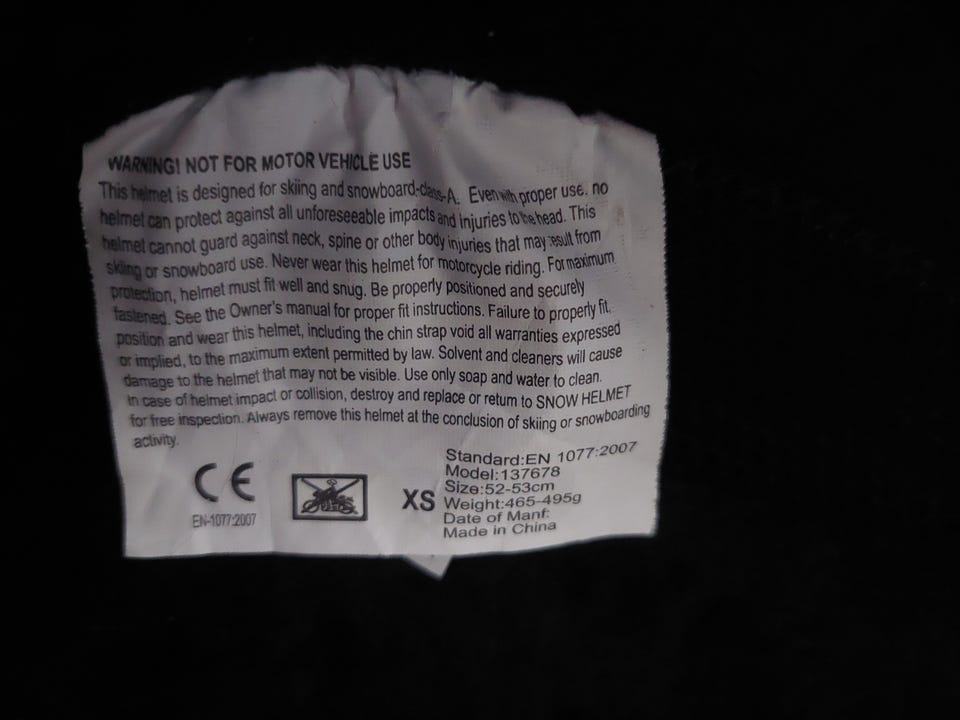 WARNING! NOT FOR MOTOR VEHICLE USE
This helmet is designed for skiing and snowboard-class-A. Even with proper use, no
helmet can protect against all unforeseeable impacts and injuries to the head. This
helmet cannot guard against neck, spine or other body injuries that may result from
skiing or snowboard use. Never wear this helmet for motorcycle riding. For maximum
protection, helmet must fit well and snug. Be properly positioned and securely
fastened. See the Owner's manual for proper fit instructions. Failure to properly fit,
position and wear this helmet, including the chin strap void all warranties expressed
or implied, to the maximum extent permitted by law. Solvent and cleaners will cause
damage to the helmet that may not be visible. Use only soap and water to clean.
In case of helmet impact or collision, destroy and replace or return to SNOW HELMET
for free inspection. Always remove this helmet at the conclusion of skiing or snowboarding
activity.
CE
EN-1077:2007
XS
Standard:EN 1077:2007
Model:137678
Size:52-53cm
Weight:465-495g
Date of Manf:
Made in China